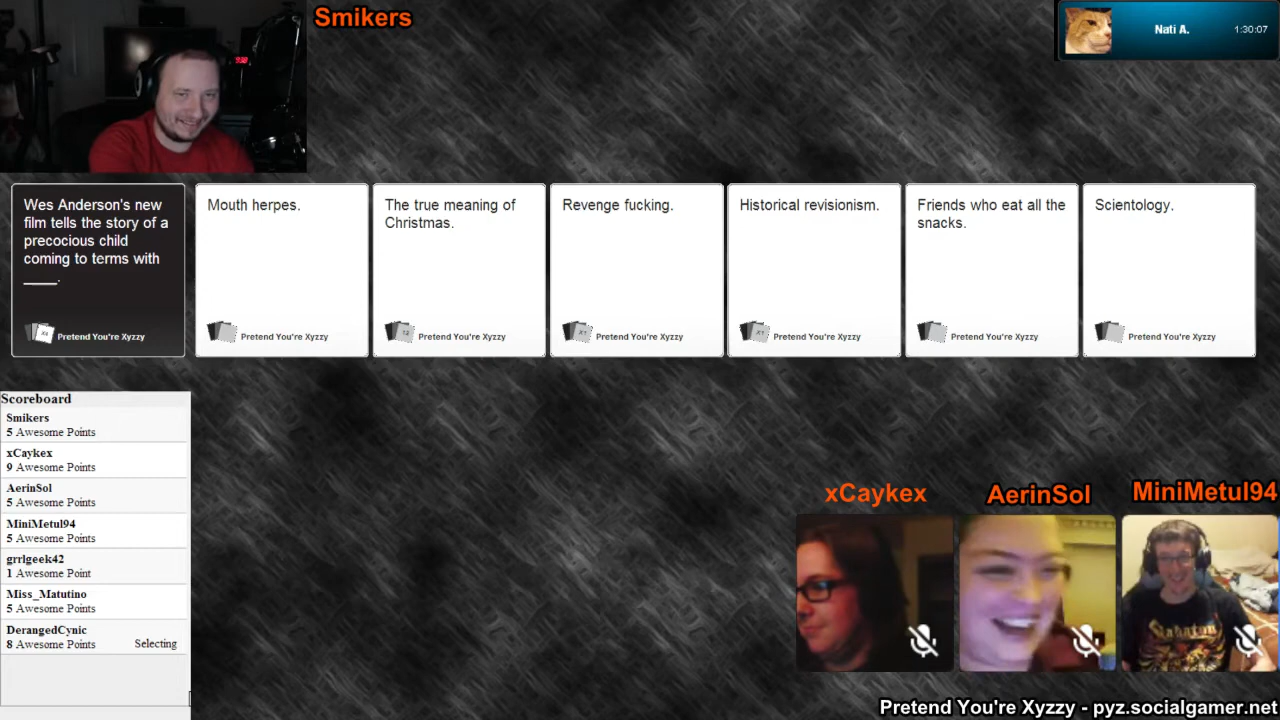 Smikers
Nati A.
1:30:07
Wes Anderson's new
film tells the story of a
precocious child
coming to terms with
____.
Pretend You're Xyzzy
Mouth herpes.
Pretend You're Xyzzy
The true meaning of
Christmas.
Pretend You're Xyzzy
Revenge fucking.
Pretend You're Xyzzy
Historical revisionism.
Pretend You're Xyzzy
Friends who eat all the
snacks.
Pretend You're Xyzzy
Scientology.
Pretend You're Xyzzy
Scoreboard
Smikers
5 Awesome Points
xCaykex
9 Awesome Points
AerinSol
5 Awesome Points
MiniMetul94
5 Awesome Points
grrlgeek42
1 Awesome Point
Miss_Matutino
5 Awesome Points
DerangedCynic
8 Awesome Points Selecting
xCaykex
AerinSol
MiniMetul94
Sabaton
Pretend You're Xyzzy - pyz.socialgamer.net